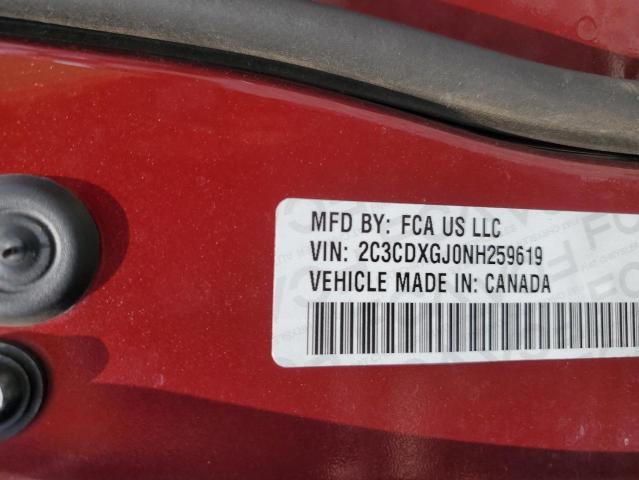 MFD BY: FCA US LLC
VIN: 2C3CDXGJ0NH259619
VEHICLE MADE IN: CANADA